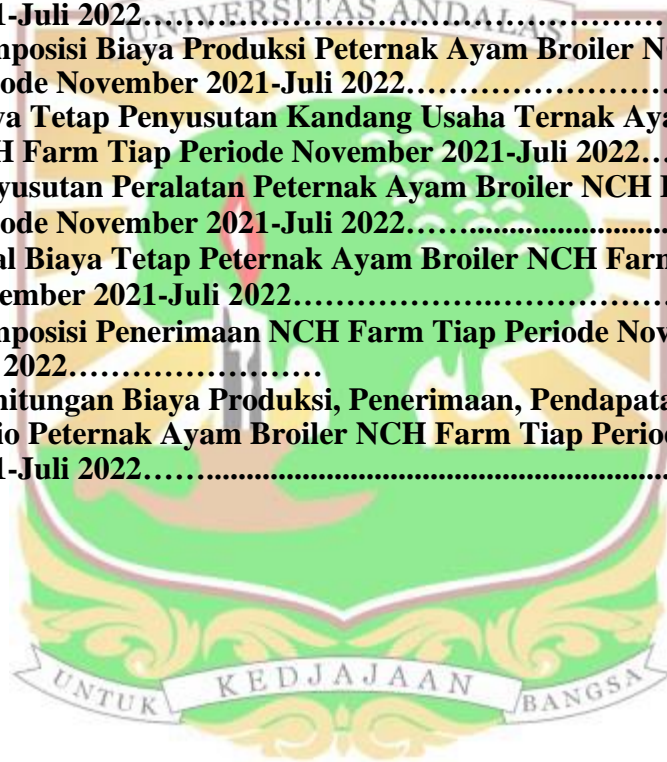 1-Juli 2022……………………………………………………
UNIVERSITAS ANDALAS
mposisi Biaya Produksi Peternak Ayam Broiler N
ode November 2021-Juli 2022……………………
ya Tetap Penyusutan Kandang Usaha Ternak Aya
H Farm Tiap Periode November 2021-Juli 2022…
yusutan Peralatan Peternak Ayam Broiler NCH
ode November 2021-Juli 2022……..............................
al Biaya Tetap Peternak Ayam Broiler NCH Farm
ember 2021-Juli 2022……………….………………
mposisi Penerimaan NCH Farm Tiap Periode Nov
2022……………………
hitungan Biaya Produksi, Penerimaan, Pendapata
io Peternak Ayam Broiler NCH Farm Tiap Period
1-Juli 2022……................................................................
UNTUK KEDJAJAAN BANGSA